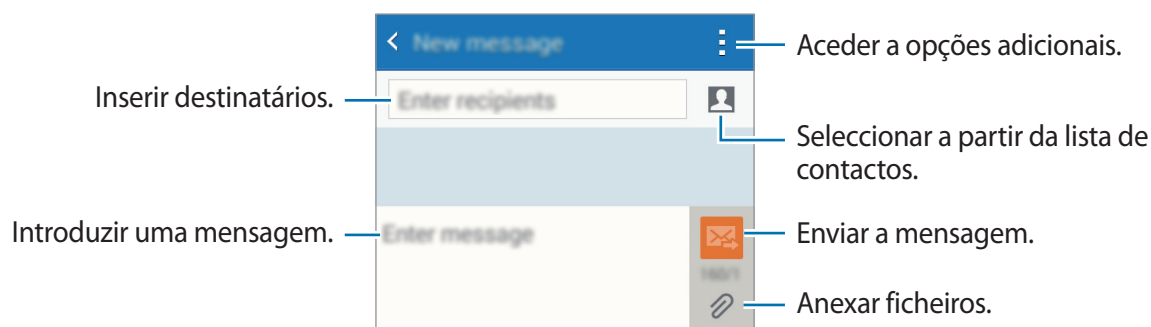 New message
Aceder a opções adicionais.
Inserir destinatários.
Enter recipients
Seleccionar a partir da lista de
contactos.
Introduzir uma mensagem.
Enter message
Enviar a mensagem.
160/1
Anexar ficheiros.